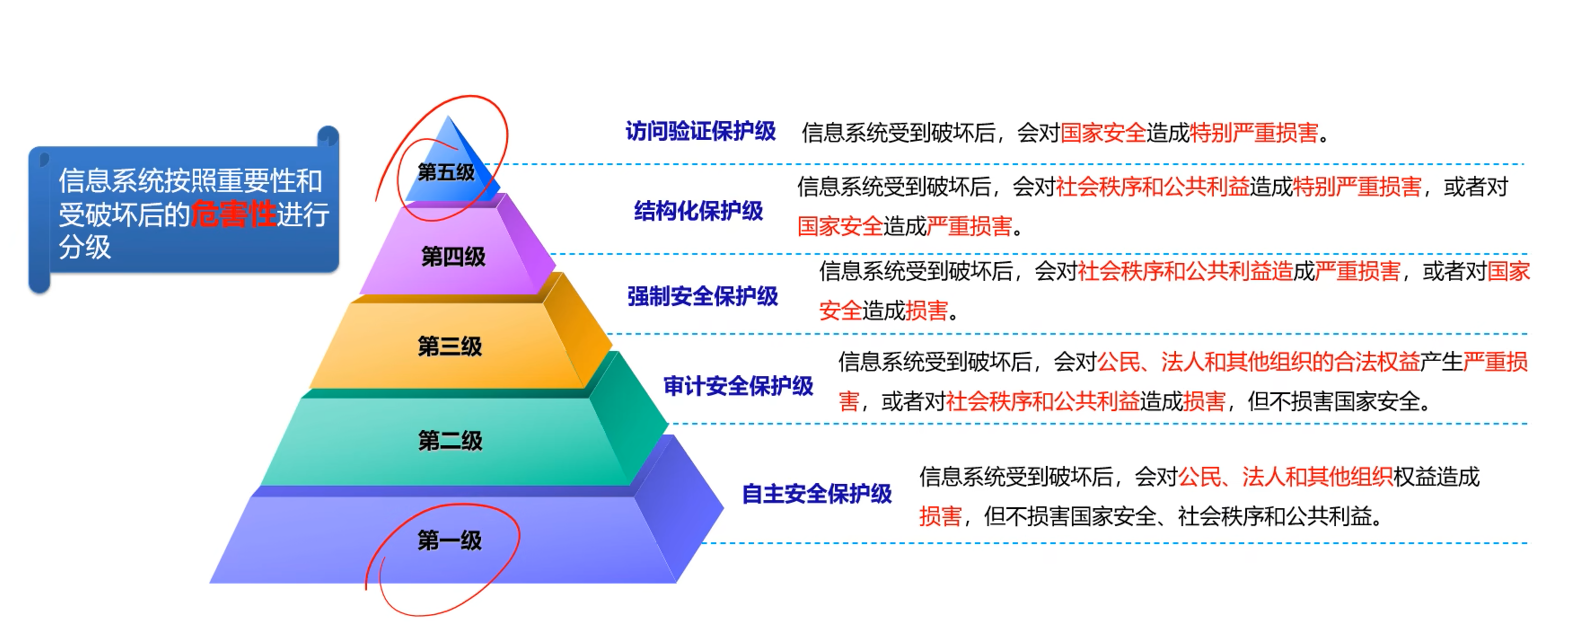 信息系统按照重要性和
受破坏后的危害性进行
分级
第五级
访问验证保护级
信息系统受到破坏后，会对国家安全造成特别严重损害。
第四级
结构化保护级
信息系统受到破坏后，会对社会秩序和公共利益造成特别严重损害，或者对
国家安全造成严重损害。
第三级
强制安全保护级
信息系统受到破坏后，会对社会秩序和公共利益造成严重损害，或者对国家
安全造成损害。
第二级
审计安全保护级
信息系统受到破坏后，会对公民、法人和其他组织的合法权益产生严重损
害，或者对社会秩序和公共利益造成损害，但不损害国家安全。
第一级
自主安全保护级
信息系统受到破坏后，会对公民、法人和其他组织权益造成
损害，但不损害国家安全、社会秩序和公共利益。